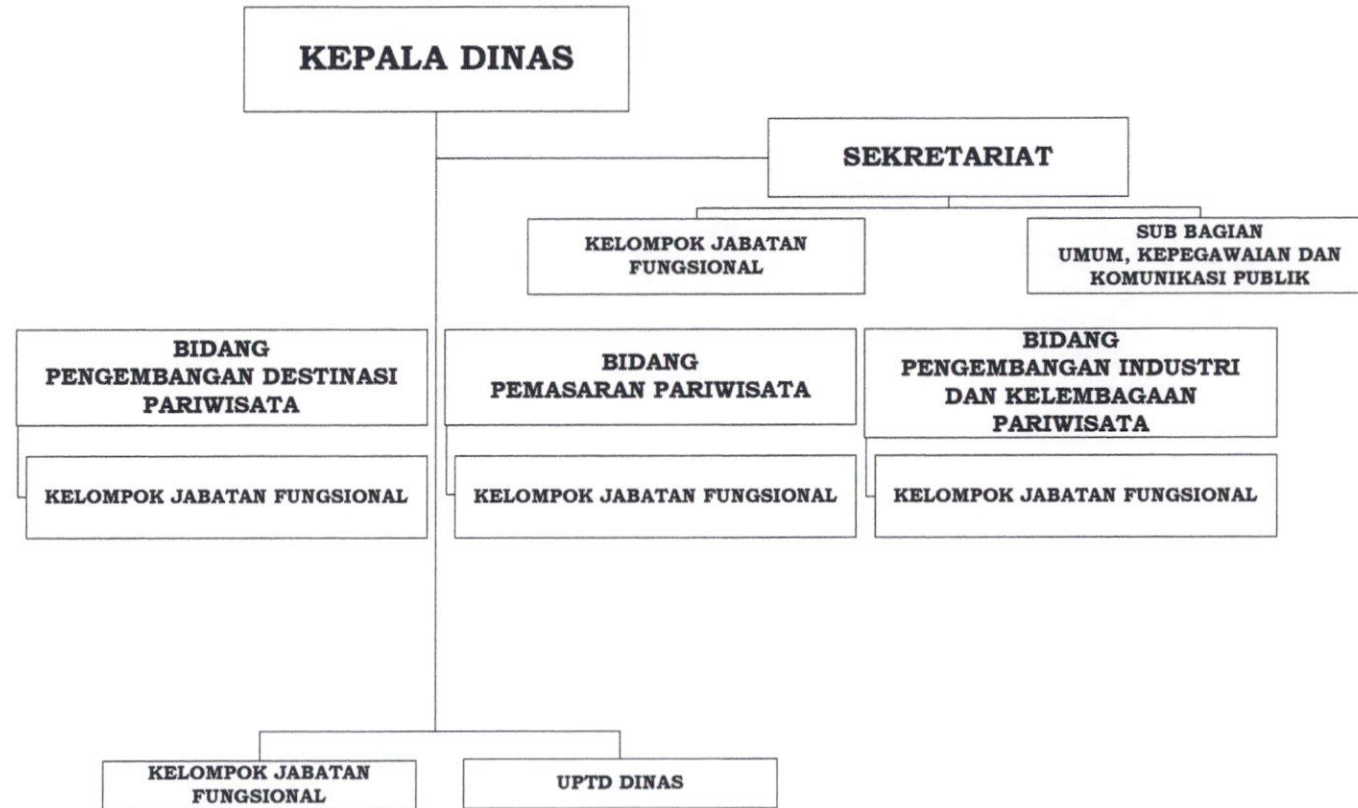 KEPALA DINAS
SEKRETARIAT
KELOMPOK JABATAN
FUNGSIONAL
SUB BAGIAN
UMUM, KEPEGAWAIAN DAN
KOMUNIKASI PUBLIK
BIDANG
PENGEMBANGAN DESTINASI
PARIWISATA
BIDANG
PEMASARAN PARIWISATA
BIDANG
PENGEMBANGAN INDUSTRI
DAN KELEMBAGAAN
PARIWISATA
KELOMPOK JABATAN FUNGSIONAL
KELOMPOK JABATAN FUNGSIONAL
KELOMPOK JABATAN FUNGSIONAL
KELOMPOK JABATAN
FUNGSIONAL
UPTD DINAS